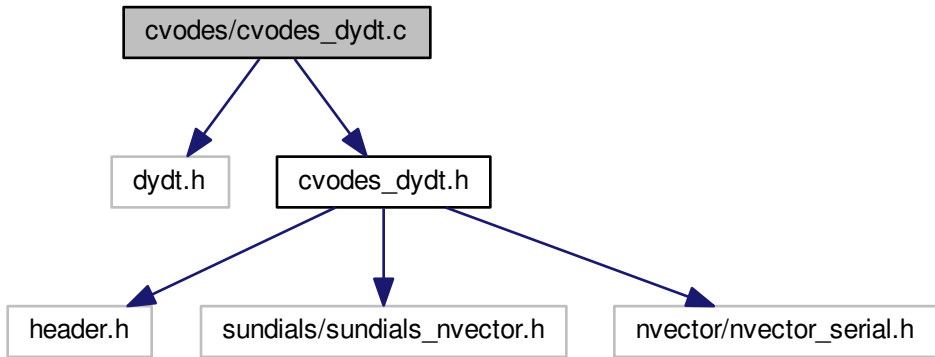 cvodes/cvodes_dydt.c
dydt.h
cvodes_dydt.h
header.h
sundials/sundials_nvector.h
nvector/nvector_serial.h